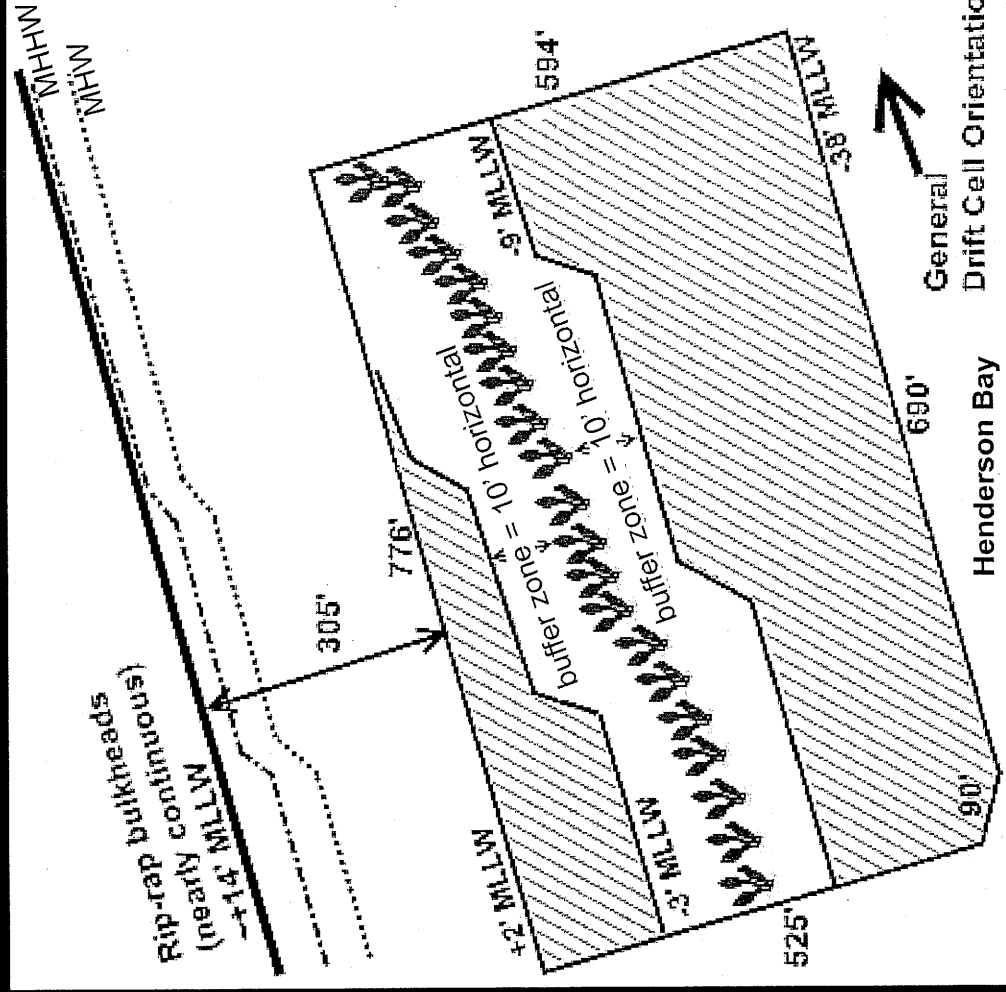 MHHW
MHW
Rip-rap bulkheads
(nearly continuous)
~+14' MLLW
305'
776'
594'
+2' MLLW
-3' MLLW
-9' MLLW
-38' MLLW
buffer zone = 10' horizontal
buffer zone = 10' horizontal
525'
90'
690'
Henderson Bay
General
Drift Cell Orientatio